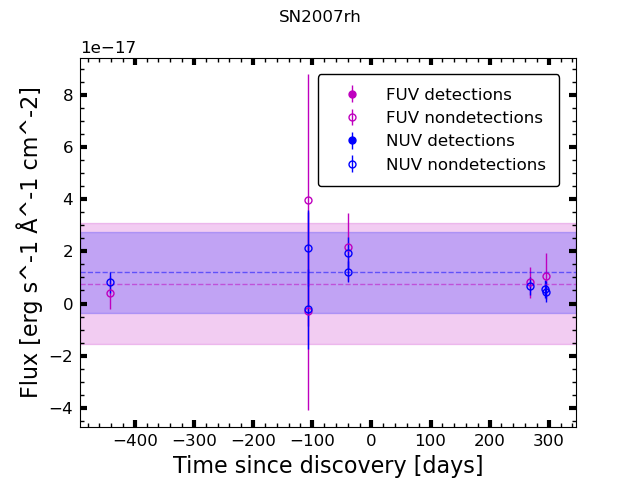 SN2007rh
1e−17
8
6
4
2
0
−2
−4
Flux [erg s^-1 Å^-1 cm^-2]
FUV detections
FUV nondetections
NUV detections
NUV nondetections
−400 −300 −200 −100 0 100 200 300
Time since discovery [days]